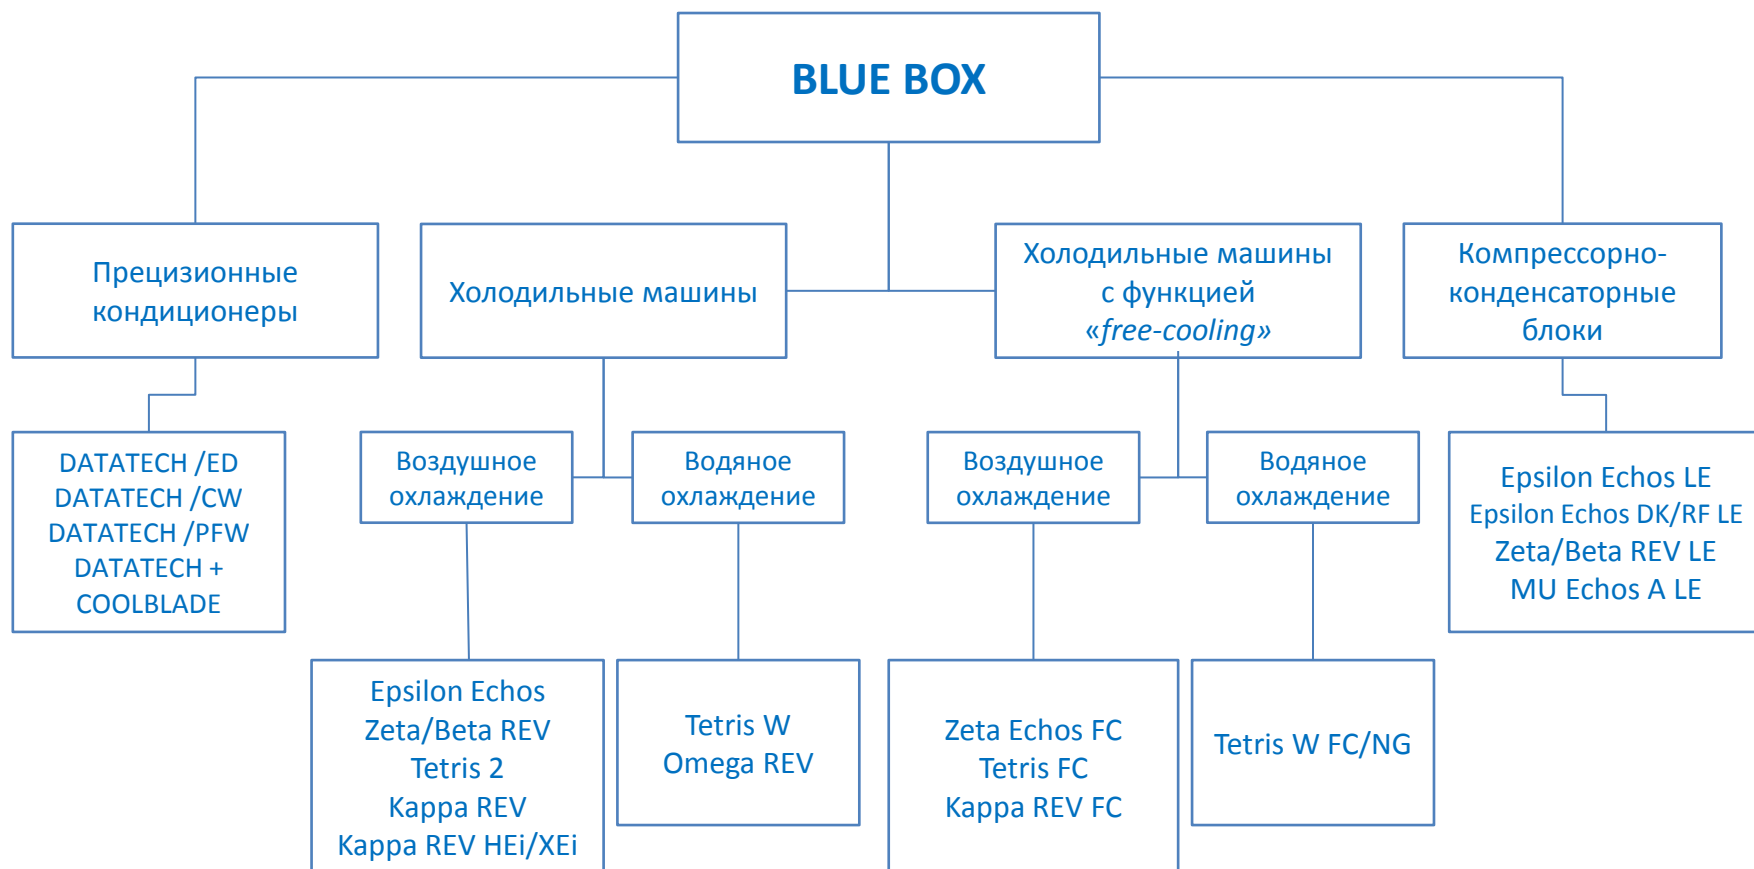 BLUE BOX
Прецизионные
кондиционеры
Холодильные машины
Холодильные машины
с функцией
«free-cooling»
Компрессорно-
конденсаторные
блоки
DATATECH /ED
DATATECH /CW
DATATECH /PFW
DATATECH +
COOLBLADE
Воздушное
охлаждение
Водяное
охлаждение
Воздушное
охлаждение
Водяное
охлаждение
Epsilon Echos LE
Epsilon Echos DK/RF LE
Zeta/Beta REV LE
MU Echos A LE
Epsilon Echos
Zeta/Beta REV
Tetris 2
Kappa REV
Kappa REV HEi/XEi
Tetris W
Omega REV
Zeta Echos FC
Tetris FC
Kappa REV FC
Tetris W FC/NG